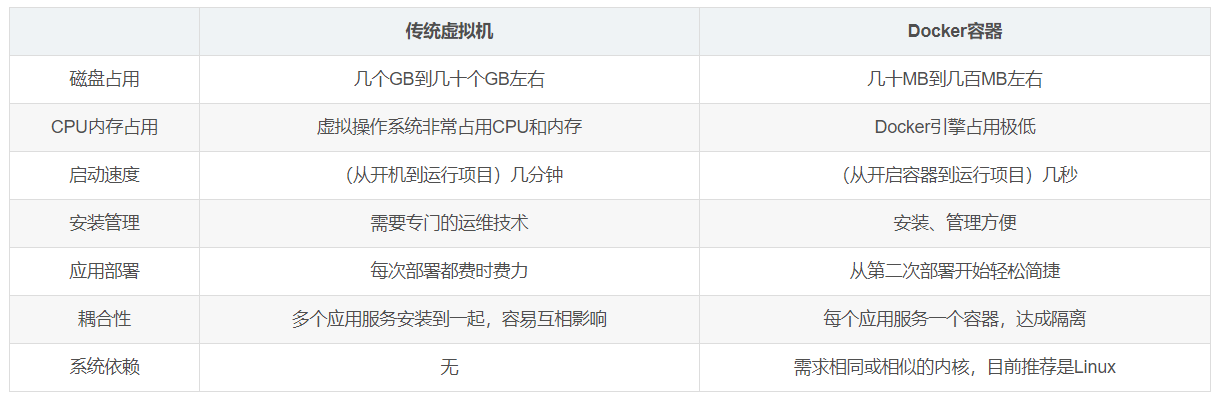 传统虚拟机 Docker容器
磁盘占用 几个GB到几十个GB左右 几十MB到几百MB左右
CPU内存占用 虚拟操作系统非常占用CPU和内存 Docker引擎占用极低
启动速度 （从开机到运行项目）几分钟 （从开启容器到运行项目）几秒
安装管理 需要专门的运维技术 安装、管理方便
应用部署 每次部署都费时费力 从第二次部署开始轻松简捷
耦合性 多个应用服务安装到一起，容易互相影响 每个应用服务一个容器，达成隔离
系统依赖 无 需求相同或相似的内核，目前推荐是Linux